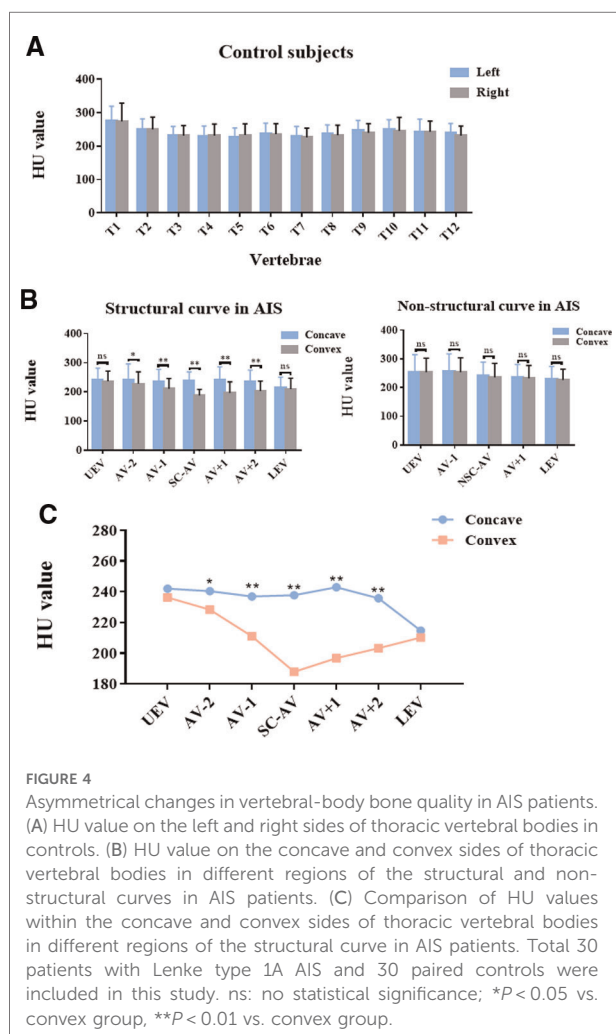 A
Control subjects
Left
Right
HU value
400
300
200
100
0
T1 T2 T3 T4 T5 T6 T7 T8 T9 T10 T11 T12
Vertebrae
B
Structural curve in AIS
Concave
Convex
HU value
400
300
200
100
0
ns * ** ** ** ** ns
UEV AV-2 AV-1 SC-AV AV+1 AV+2 LEV
Non-structural curve in AIS
Concave
Convex
HU value
400
300
200
100
0
ns ns ns ns ns
UEV AV-1 NSC-AV AV+1 LEV
C
Concave
Convex
HU value
260
240
220
200
180
* ** ** ** **
UEV AV-2 AV-1 SC-AV AV+1 AV+2 LEV
FIGURE 4
Asymmetrical changes in vertebral-body bone quality in AIS patients.
(A) HU value on the left and right sides of thoracic vertebral bodies in
controls. (B) HU value on the concave and convex sides of thoracic
vertebral bodies in different regions of the structural and non-
structural curves in AIS patients. (C) Comparison of HU values
within the concave and convex sides of thoracic vertebral bodies
in different regions of the structural curve in AIS patients. Total 30
patients with Lenke type 1A AIS and 30 paired controls were
included in this study. ns: no statistical significance; *P < 0.05 vs.
convex group, **P < 0.01 vs. convex group.